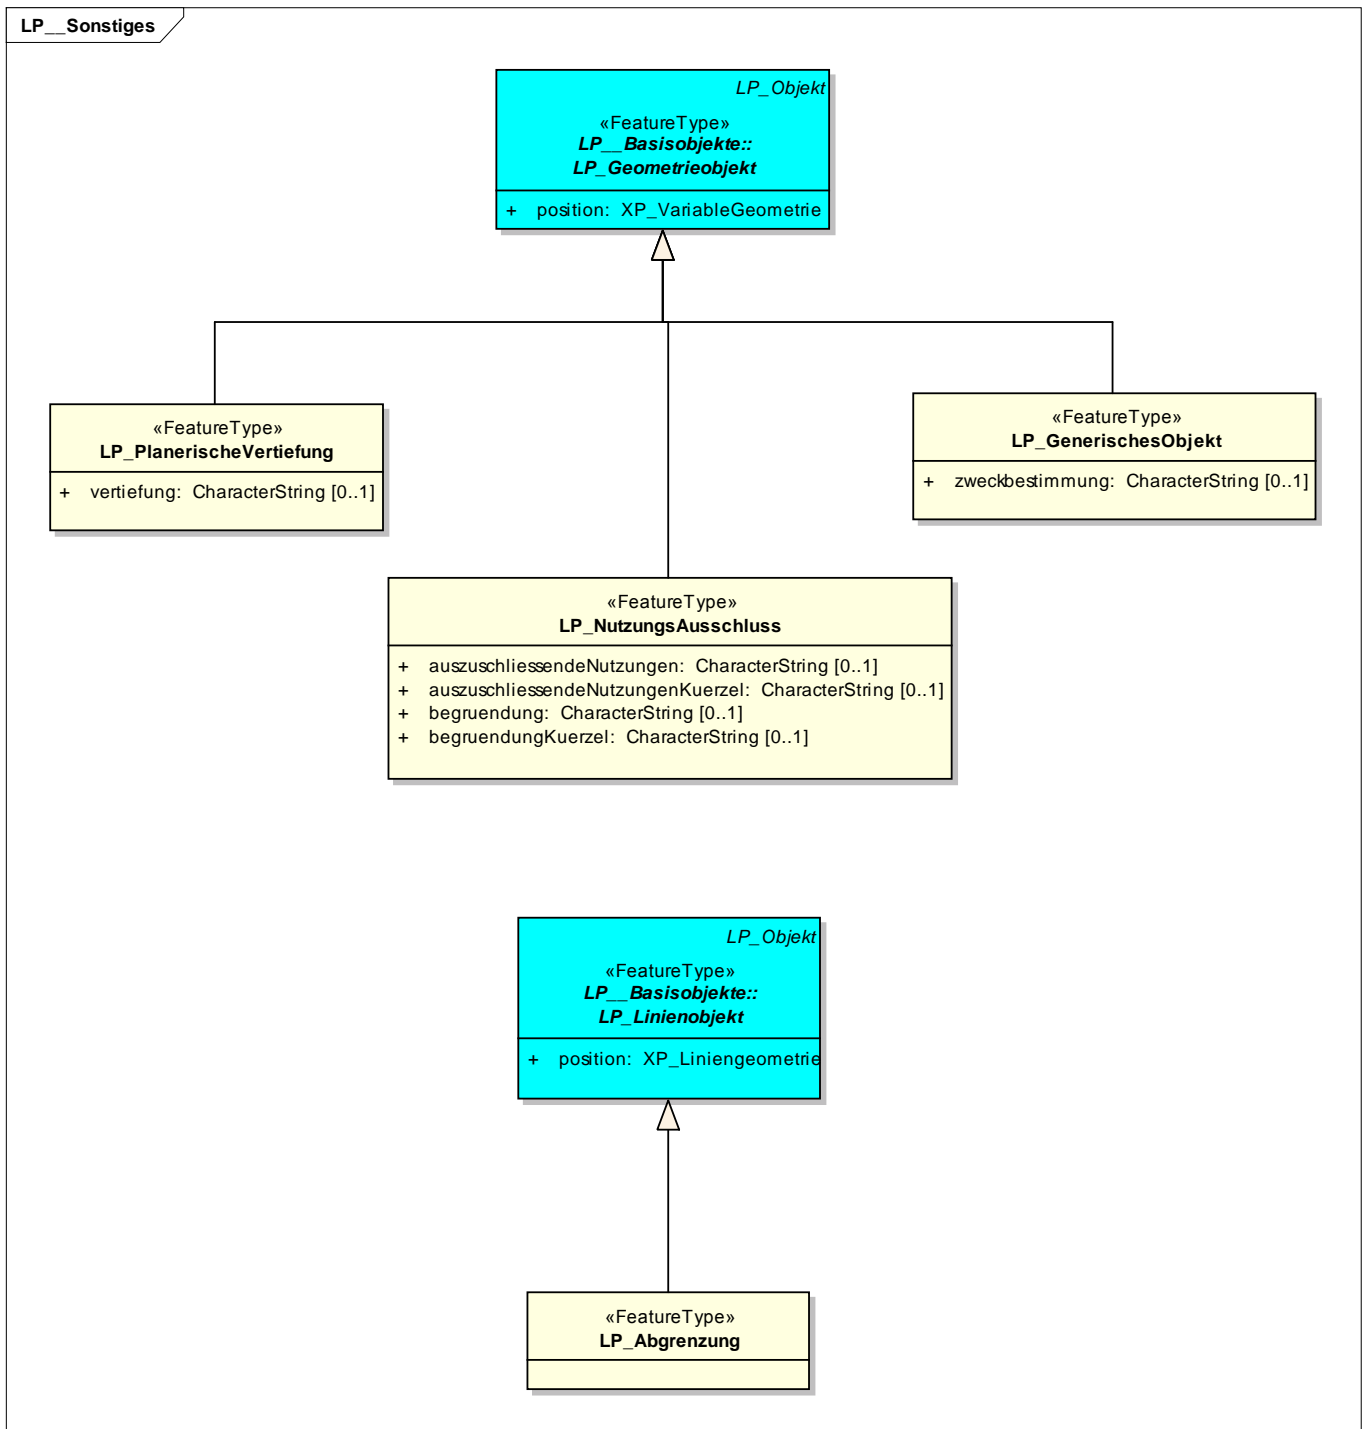 LP__Sonstiges
LP_Objekt
«FeatureType»
LP__Basisobjekte::
LP_Geometrieobjekt
+ position: XP_VariableGeometrie
«FeatureType»
LP_PlanerischeVertiefung
+ vertiefung: CharacterString [0..1]
«FeatureType»
LP_GenerischesObjekt
+ zweckbestimmung: CharacterString [0..1]
«FeatureType»
LP_NutzungsAusschluss
+ auszuschliessendeNutzungen: CharacterString [0..1]
+ auszuschliessendeNutzungenKuerzel: CharacterString [0..1]
+ begruendung: CharacterString [0..1]
+ begruendungKuerzel: CharacterString [0..1]
LP_Objekt
«FeatureType»
LP__Basisobjekte::
LP_Linienobjekt
+ position: XP_Liniengeometrie
«FeatureType»
LP_Abgrenzung